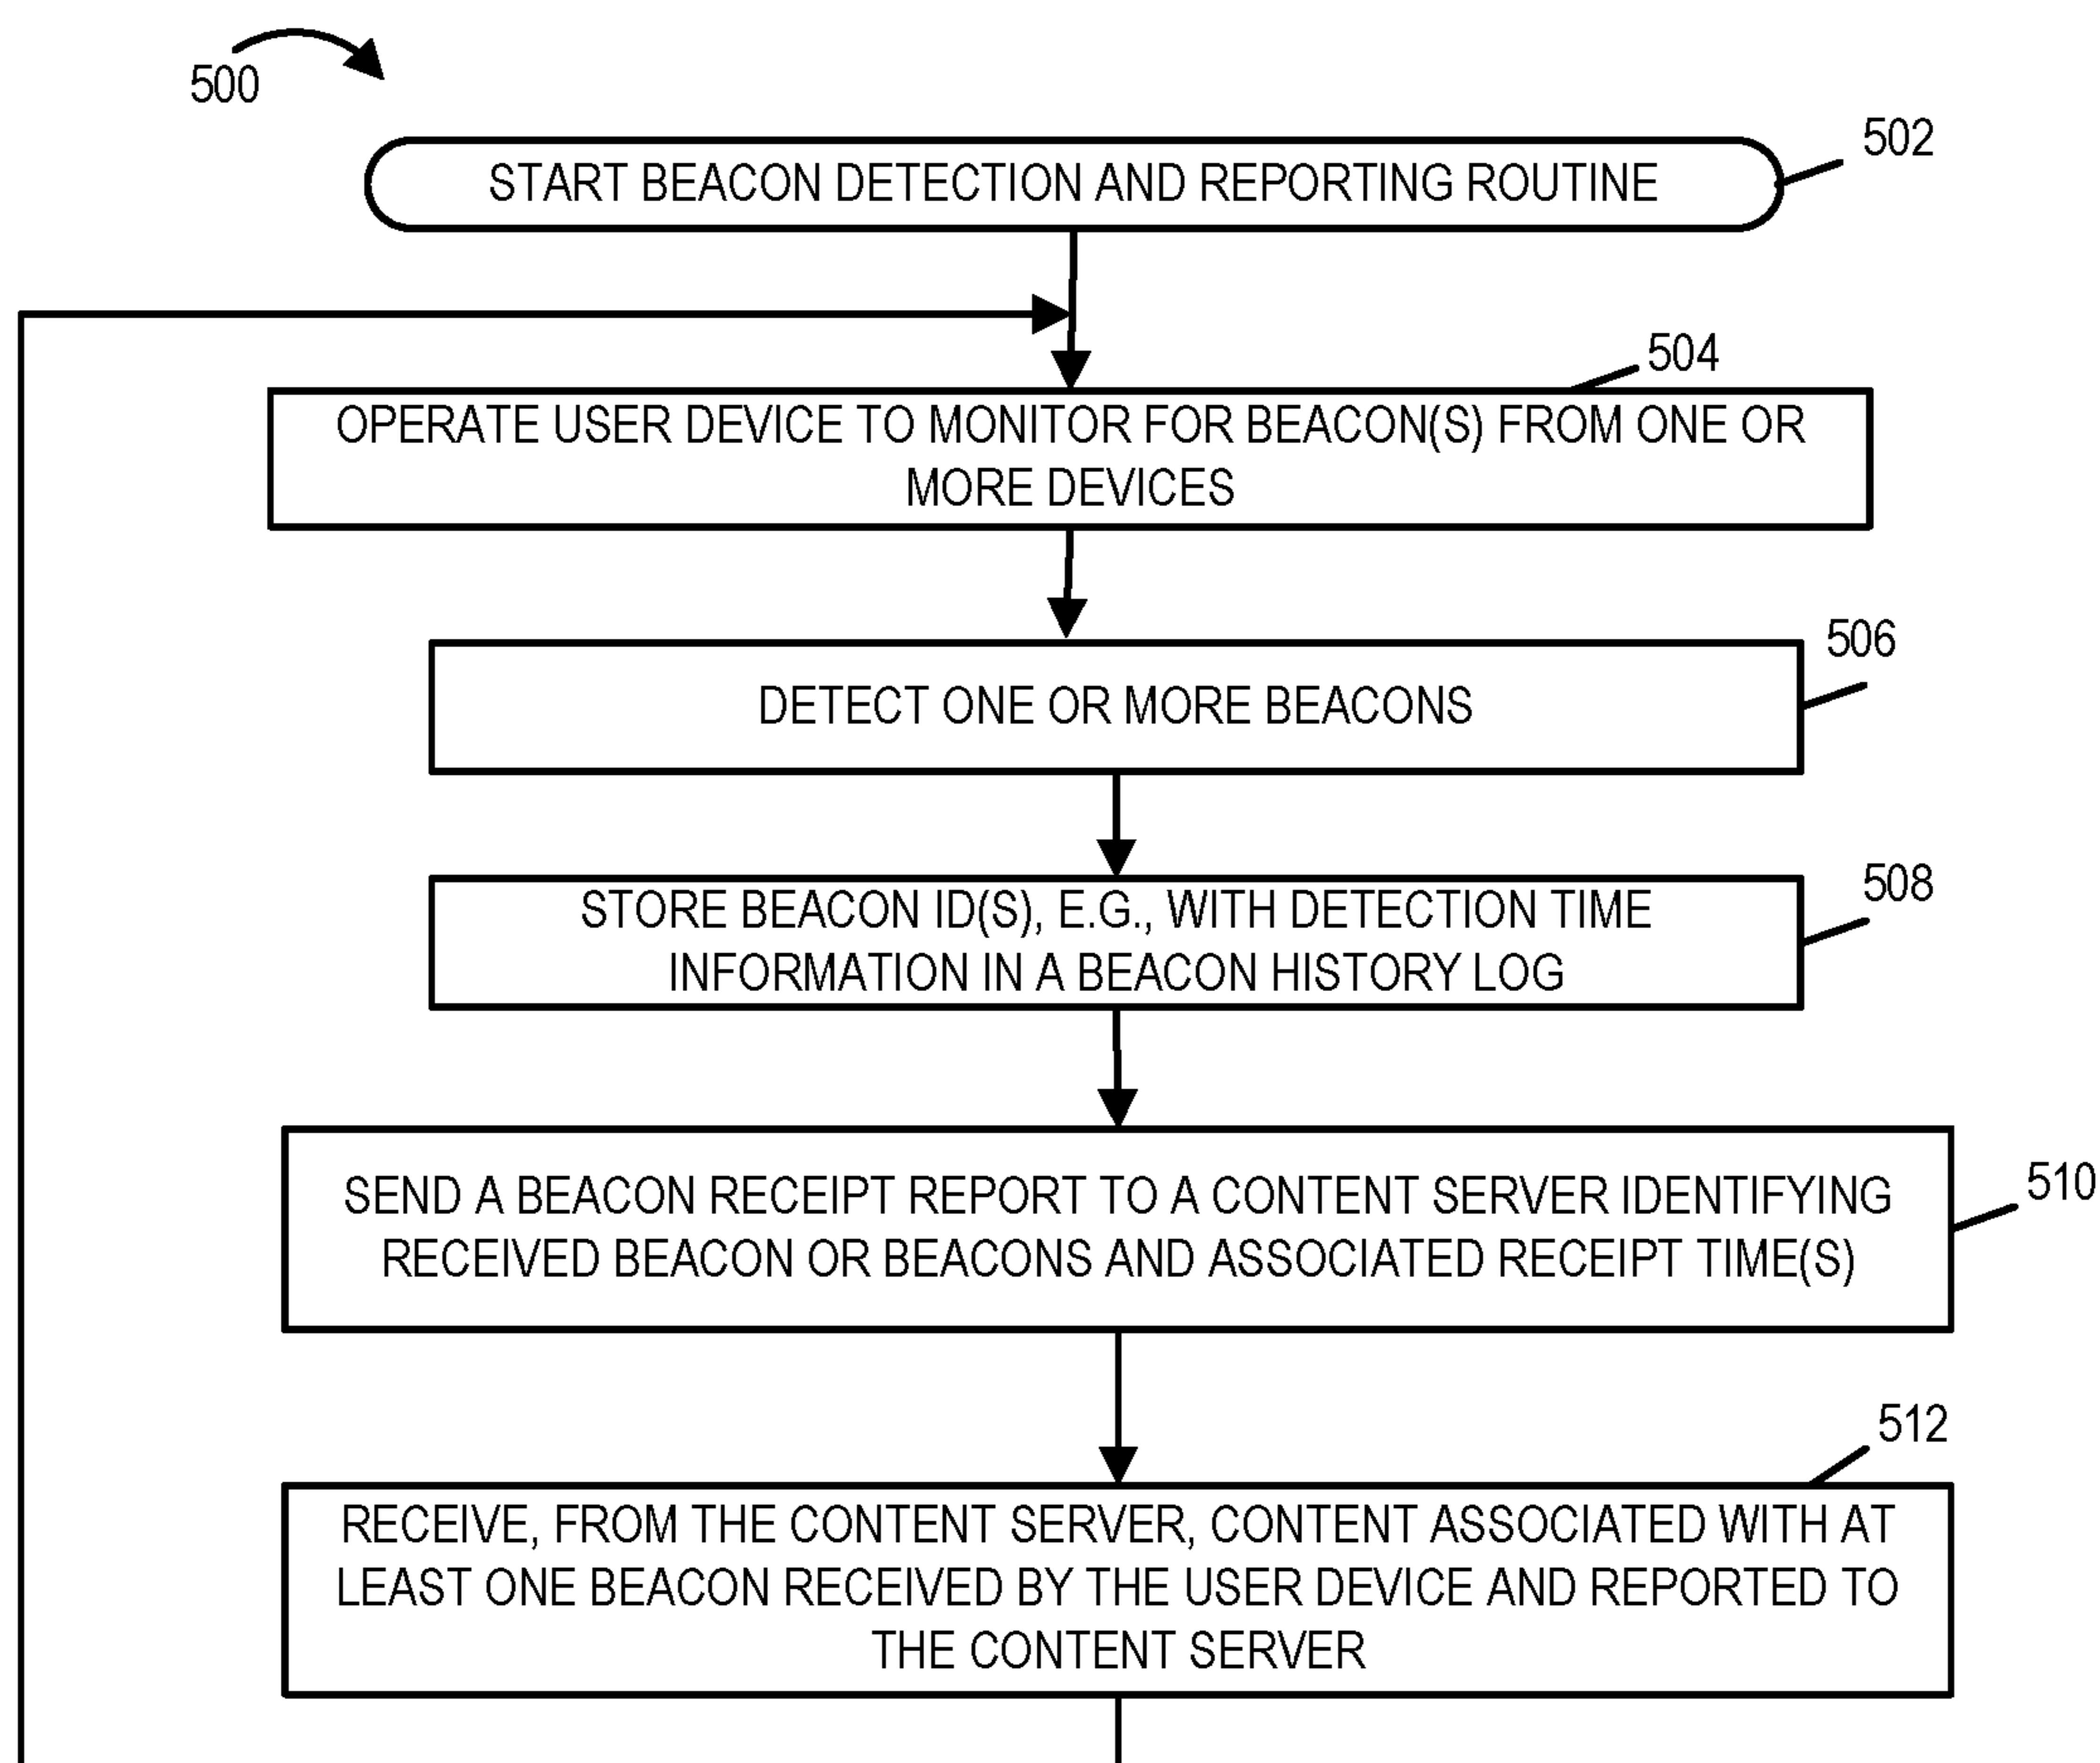 500
502
START BEACON DETECTION AND REPORTING ROUTINE
504
OPERATE USER DEVICE TO MONITOR FOR BEACON(S) FROM ONE OR
MORE DEVICES
506
DETECT ONE OR MORE BEACONS
508
STORE BEACON ID(S), E.G., WITH DETECTION TIME
INFORMATION IN A BEACON HISTORY LOG
510
SEND A BEACON RECEIPT REPORT TO A CONTENT SERVER IDENTIFYING
RECEIVED BEACON OR BEACONS AND ASSOCIATED RECEIPT TIME(S)
512
RECEIVE, FROM THE CONTENT SERVER, CONTENT ASSOCIATED WITH AT
LEAST ONE BEACON RECEIVED BY THE USER DEVICE AND REPORTED TO
THE CONTENT SERVER